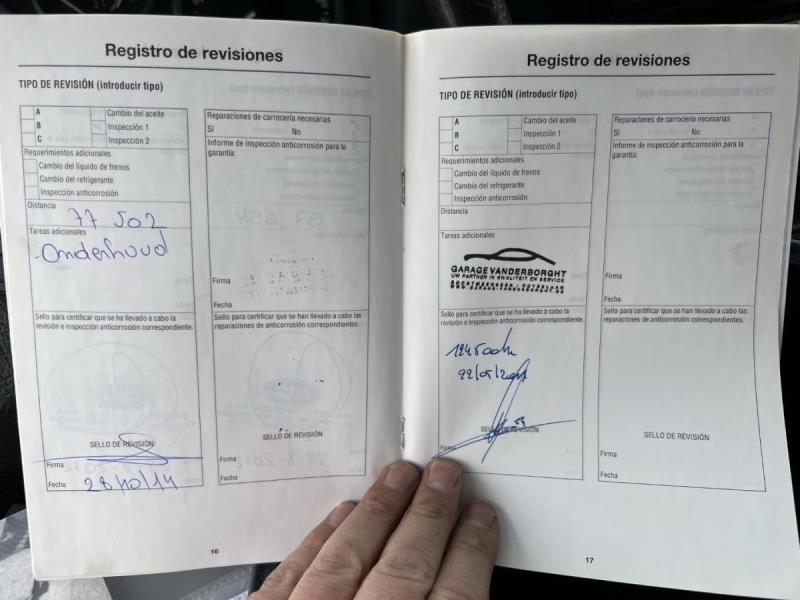 Registro de revisiones
TIPO DE REVISIÓN (introducir tipo)
A
B
C
Cambio del aceite
Inspección 1
Inspección 2
Requerimientos adicionales
Cambio del líquido de frenos
Cambio del refrigerante
Inspección anticorrosión
Distancia
77 502
Tareas adicionales
Onderhoud
Sello para certificar que se ha llevado a cabo la
revisión e inspección anticorrosión correspondiente.
SELLO DE REVISIÓN
Firma
Fecha 28/10/14
Reparaciones de carrocería necesarias
Sí No
Informe de inspección anticorrosión para la
garantía:
Firma
Fecha
Sello para certificar que se han llevado a cabo las
reparaciones de anticorrosión correspondientes.
SELLO DE REVISIÓN
Firma
Fecha
16
Registro de revisiones
TIPO DE REVISIÓN (introducir tipo)
A
B
C
Cambio del aceite
Inspección 1
Inspección 2
Requerimientos adicionales
Cambio del líquido de frenos
Cambio del refrigerante
Inspección anticorrosión
Distancia
Tareas adicionales
GARAGE VANDERBORGHT
UW PARTNER IN KWALITEIT EN SERVICE
Sello para certificar que se ha llevado a cabo la
revisión e inspección anticorrosión correspondiente.
SELLO DE REVISIÓN
Firma
Reparaciones de carrocería necesarias
Sí No
Informe de inspección anticorrosión para la
garantía:
Firma
Fecha
Sello para certificar que se han llevado a cabo las
reparaciones de anticorrosión correspondientes.
SELLO DE REVISIÓN
Firma
Fecha
17